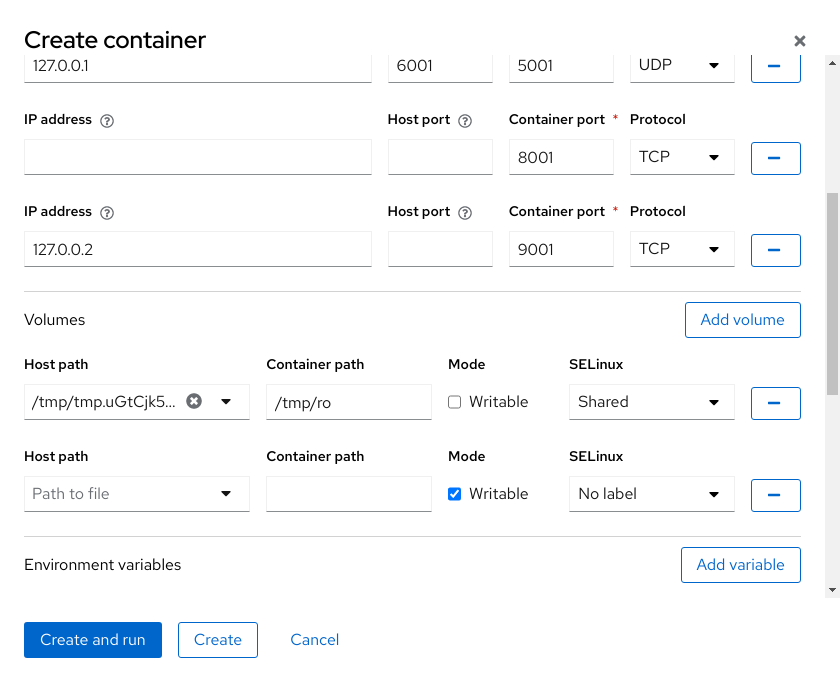 Create container
127.0.0.1 6001 5001 UDP
IP address Host port Container port * Protocol
8001 TCP
IP address Host port Container port * Protocol
127.0.0.2 9001 TCP
Volumes Add volume
Host path Container path Mode SELinux
/tmp/tmp.uGtCjk5... /tmp/ro Writable Shared
Host path Container path Mode SELinux
Path to file Writable No label
Environment variables Add variable
Create and run Create Cancel